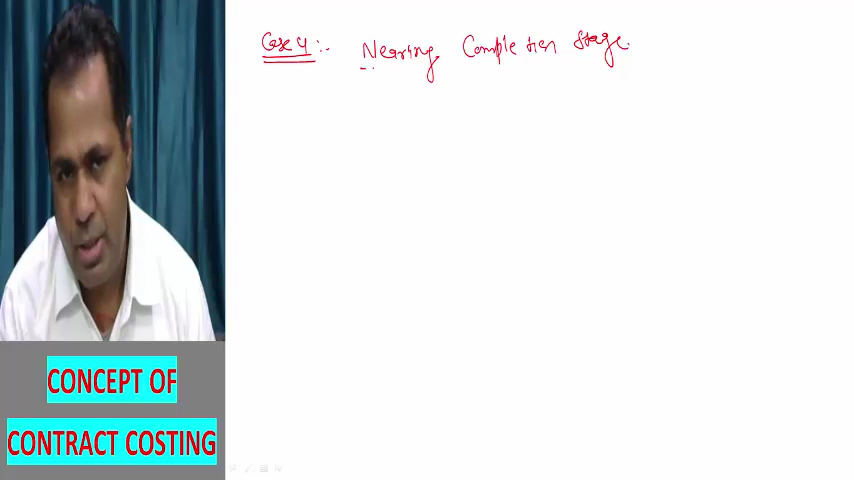 Case 4 :- Nearing Completion Stage.
CONCEPT OF
CONTRACT COSTING